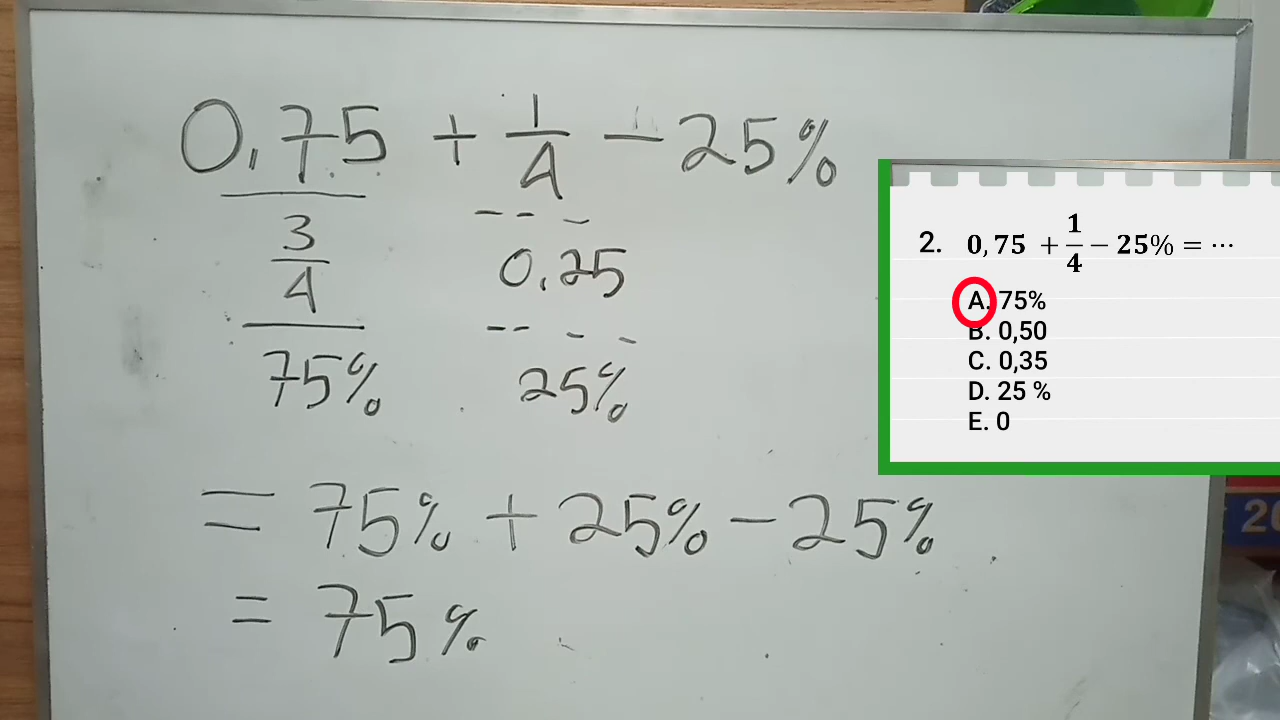 0,75 + 1/4 - 25%
3/4 0,25
75% 25%
= 75% + 25% - 25%
= 75%
2. 0,75 + 1/4 - 25% = ...
A. 75%
B. 0,50
C. 0,35
D. 25 %
E. 0